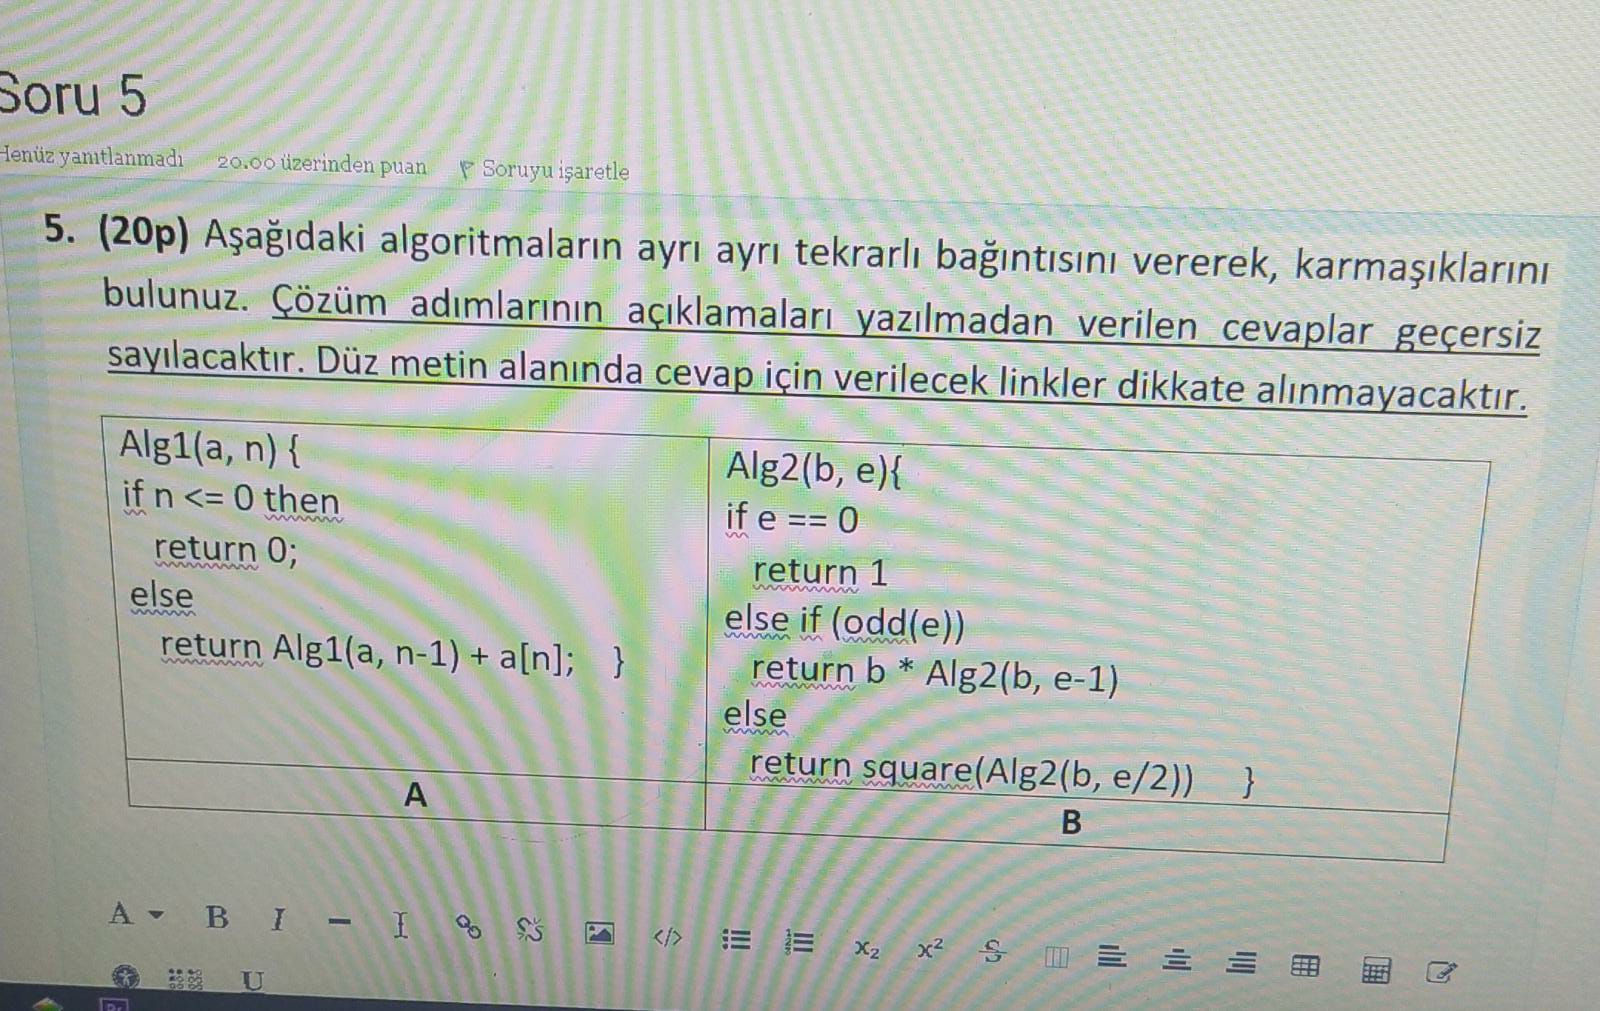 Soru 5
Henüz yanıtlanmadı 20.00 üzerinden puan Soruyu işaretle
5. (20p) Aşağıdaki algoritmaların ayrı ayrı tekrarlı bağıntısını vererek, karmaşıklarını
bulunuz. Çözüm adımlarının açıklamaları yazılmadan verilen cevaplar geçersiz
sayılacaktır. Düz metin alanında cevap için verilecek linkler dikkate alınmayacaktır.
Alg1(a, n) {
if n <= 0 then
return 0;
else
return Alg1(a, n-1) + a[n]; }
A
Alg2(b, e){
if e == 0
return 1
else if (odd(e))
return b * Alg2(b, e-1)
else
return square(Alg2(b, e/2)) }
B
A B I x₂ x² S
U
Pr